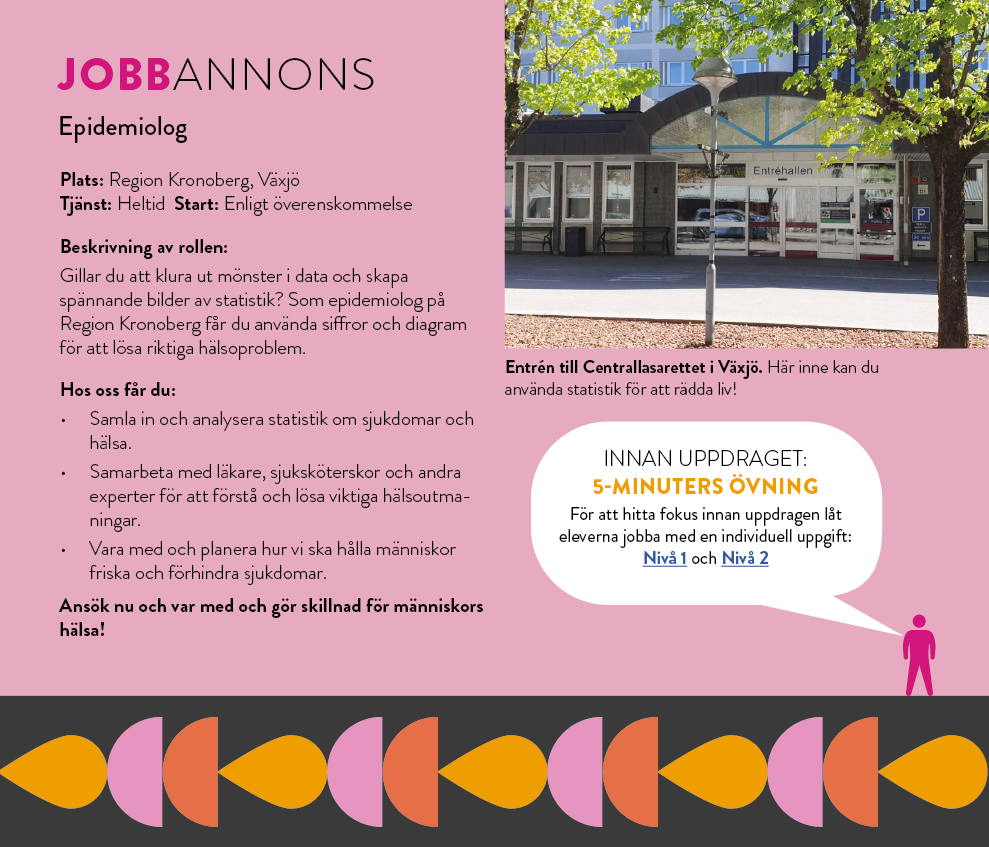 JOBBANNONS
Epidemiolog
Plats: Region Kronoberg, Växjö
Tjänst: Heltid Start: Enligt överenskommelse
Beskrivning av rollen:
Gillar du att klura ut mönster i data och skapa
spännande bilder av statistik? Som epidemiolog på
Region Kronoberg får du använda siffror och diagram
för att lösa riktiga hälsoproblem.
Hos oss får du:
• Samla in och analysera statistik om sjukdomar och
hälsa.
• Samarbeta med läkare, sjuksköterskor och andra
experter för att förstå och lösa viktiga hälsoutma-
ningar.
• Vara med och planera hur vi ska hålla människor
friska och förhindra sjukdomar.
Ansök nu och var med och gör skillnad för människors
hälsa!
Entréhallen
P
Entrén till Centrallasarettet i Växjö. Här inne kan du
använda statistik för att rädda liv!
INNAN UPPDRAGET:
5-MINUTERS ÖVNING
För att hitta fokus innan uppdragen låt
eleverna jobba med en individuell uppgift:
Nivå 1 och Nivå 2